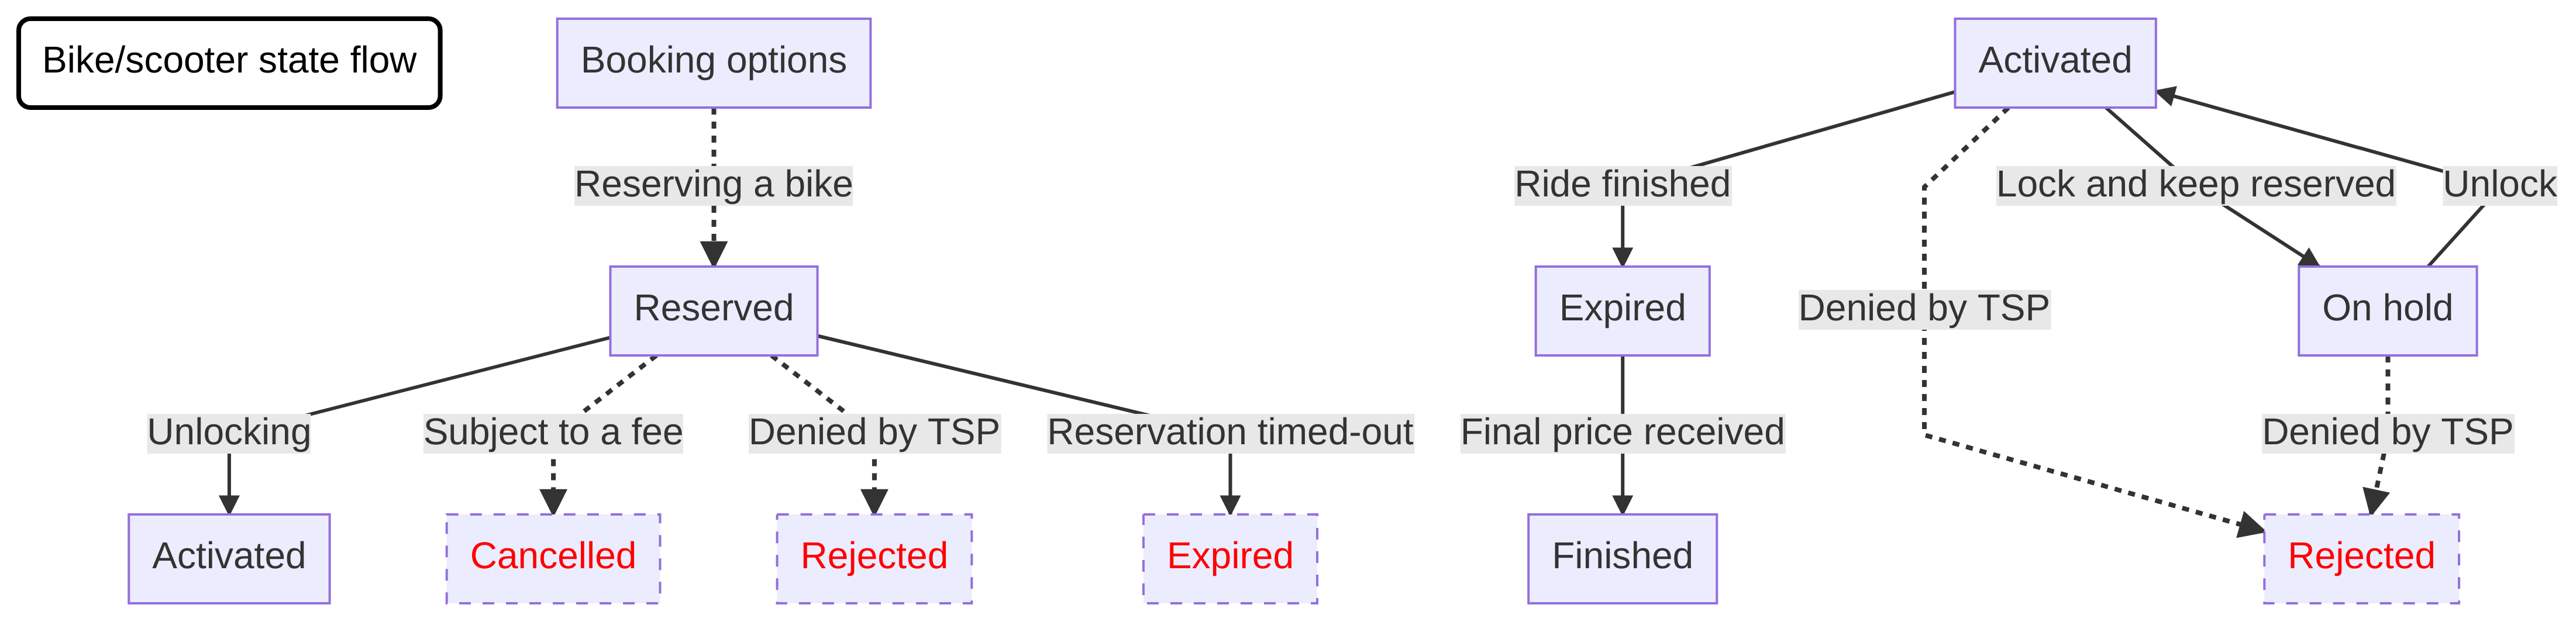 Bike/scooter state flow
Booking options
Activated
Reserving a bike
Ride finished
Lock and keep reserved
Unlock
Reserved
Expired
Denied by TSP
On hold
Unlocking
Subject to a fee
Denied by TSP
Reservation timed-out
Final price received
Denied by TSP
Activated
Cancelled
Rejected
Expired
Finished
Rejected